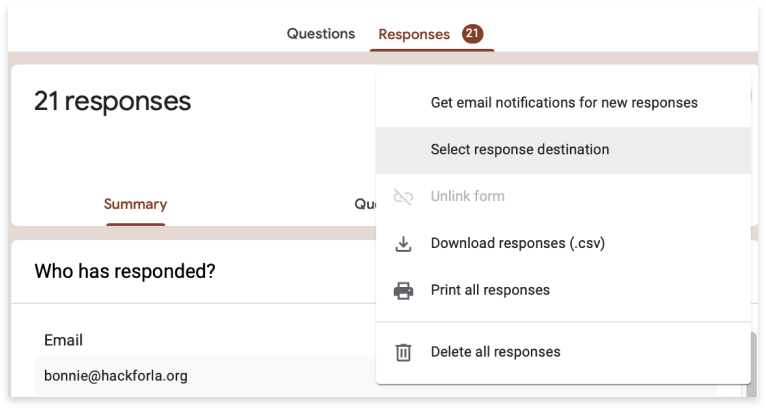 Questions
Responses 21
21 responses
Get email notifications for new responses
Select response destination
Unlink form
Download responses (.csv)
Print all responses
Delete all responses
Summary
Who has responded?
Email
bonnie@hackforla.org